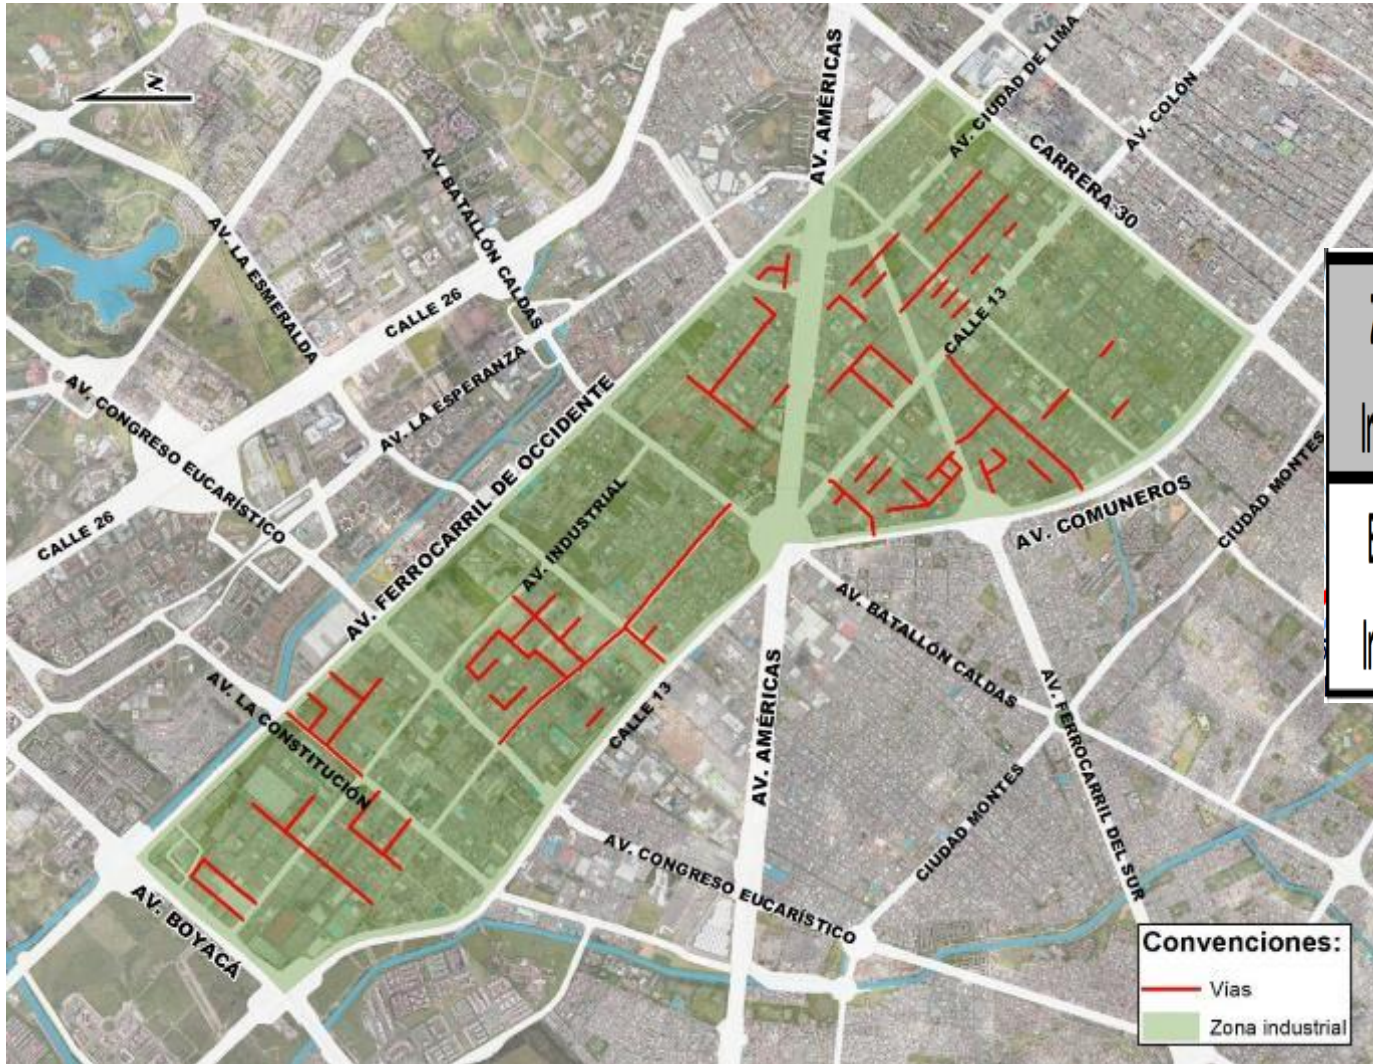 N
AV. AMÉRICAS
AV. CIUDAD DE LIMA
AV. COLÓN
CARRERA 30
AV. BATALLÓN CALDAS
AV. LA ESMERALDA
CALLE 26
AV. LA ESPERANZA
AV. CONGRESO EUCARÍSTICO
CALLE 26
AV. FERROCARRIL DE OCCIDENTE
AV. INDUSTRIAL
CALLE 13
AV. COMUNEROS
CIUDAD MONTES
AV. BATALLÓN CALDAS
AV. LA CONSTITUCIÓN
CALLE 13
AV. AMÉRICAS
AV. FERROCARRIL DEL SUR
CIUDAD MONTES
AV. CONGRESO EUCARÍSTICO
AV. BOYACÁ
Convenciones:
Vías
Zona industrial